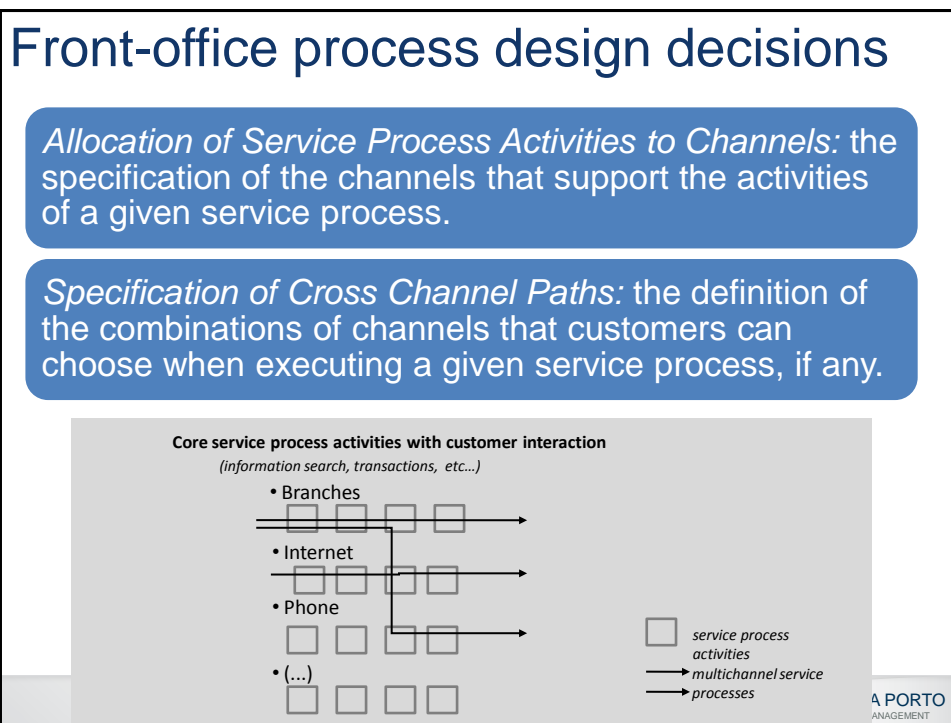 Front-office process design decisions
Allocation of Service Process Activities to Channels: the
specification of the channels that support the activities
of a given service process.
Specification of Cross Channel Paths: the definition of
the combinations of channels that customers can
choose when executing a given service process, if any.
Core service process activities with customer interaction
(information search, transactions, etc...)
• Branches
• Internet
• Phone
• (...)
service process
activities
multichannel service
processes
A PORTO
ANAGEMENT